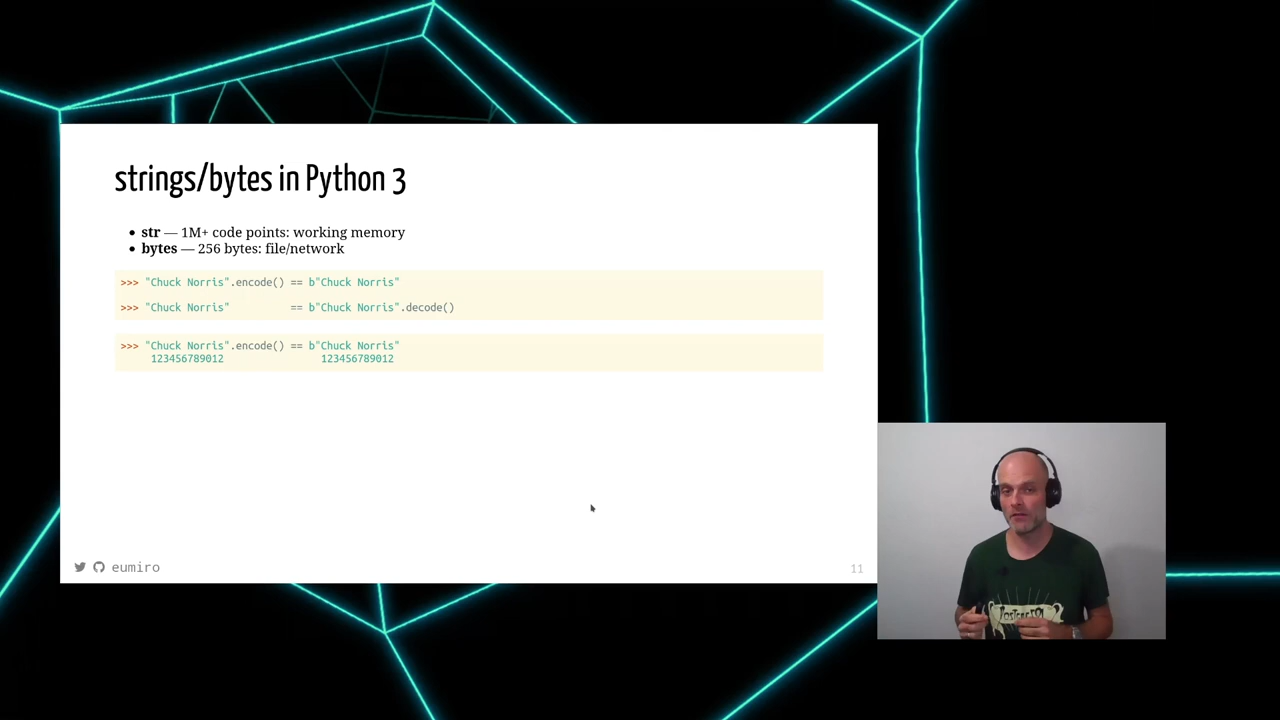 strings/bytes in Python 3
• str — 1M+ code points: working memory
• bytes — 256 bytes: file/network
>>> "Chuck Norris".encode() == b"Chuck Norris"
>>> "Chuck Norris"          == b"Chuck Norris".decode()
>>> "Chuck Norris".encode() == b"Chuck Norris"
     123456789012                123456789012
eumiro
11